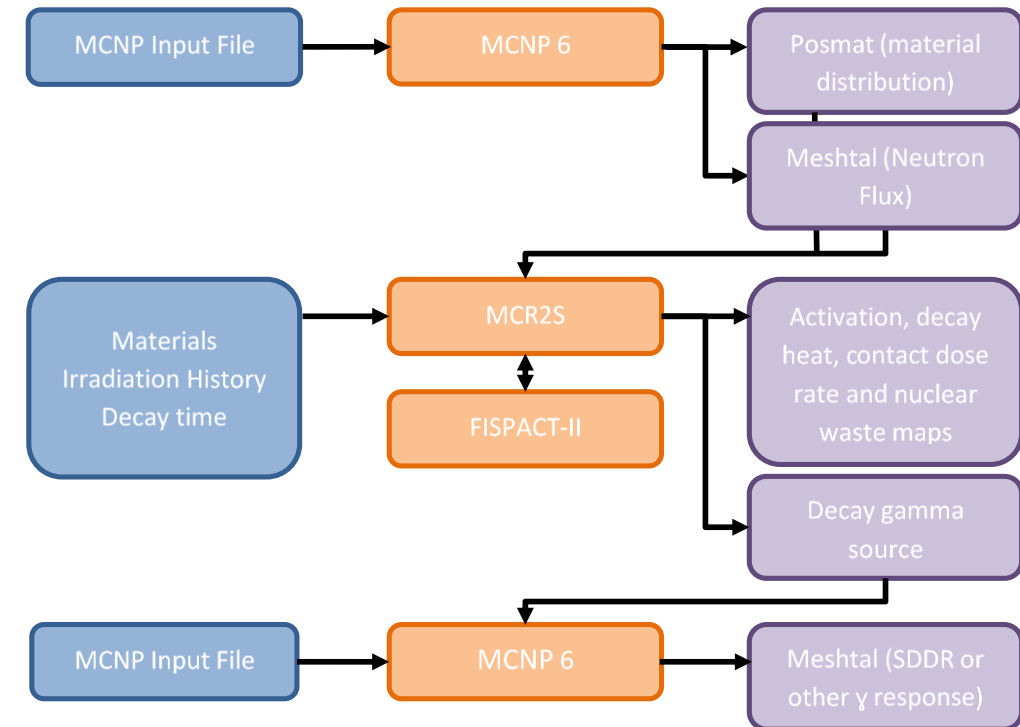 MCNP Input File
MCNP 6
Posmat (material
distribution)
Meshtal (Neutron
Flux)
Materials
Irradiation History
Decay time
MCR2S
FISPACT-II
Activation, decay
heat, contact dose
rate and nuclear
waste maps
Decay gamma
source
MCNP Input File
MCNP 6
Meshtal (SDDR or
other ɣ response)